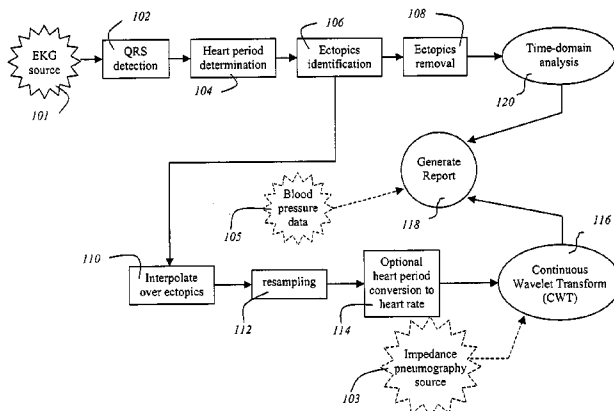 102
106
108
EKG
source
QRS
detection
Heart period
determination
Ectopics
identification
Ectopics
removal
Time-domain
analysis
101
104
120
Generate
Report
118
Blood
pressure
data
105
116
110
Interpolate
over ectopics
resampling
112
Optional
heart period
conversion to
heart rate
114
Continuous
Wavelet Transform
(CWT)
Impedance
pneumography
source
103